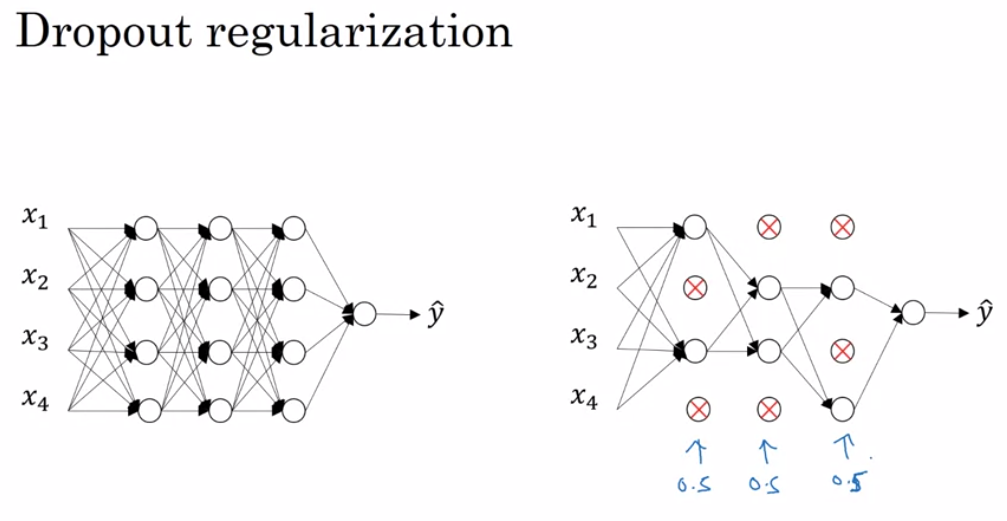 Dropout regularization
x₁
x₂
x₃
x₄
ŷ
x₁
x₂
x₃
x₄
ŷ
0.5 0.5 0.5